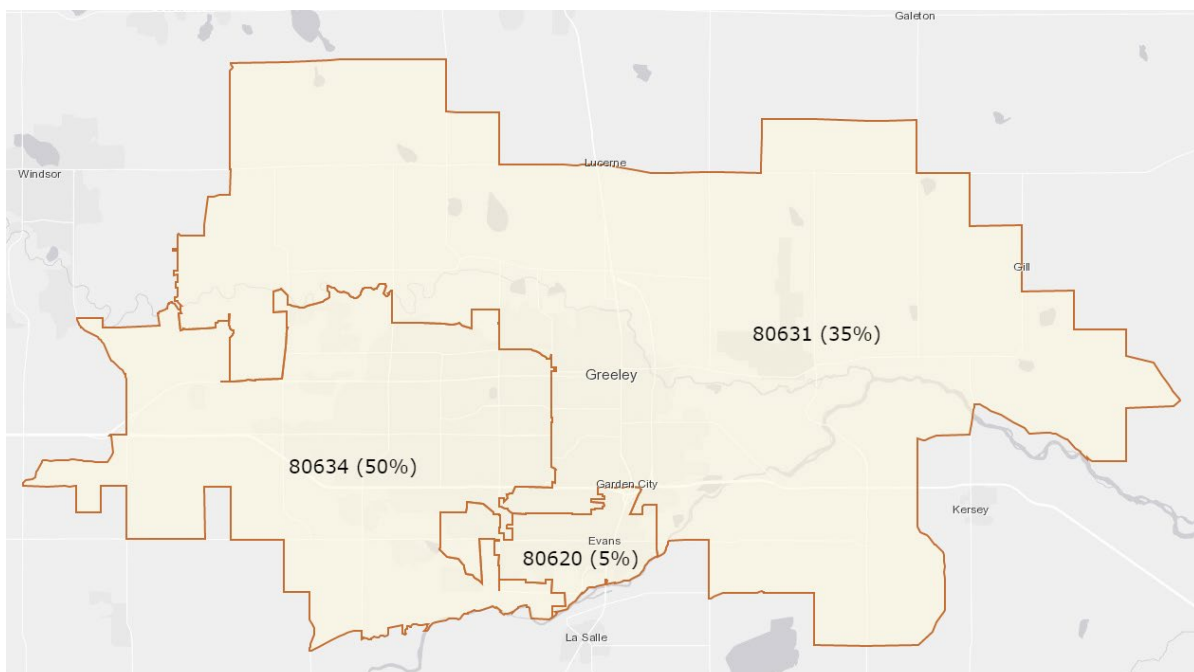 Galeton
Lucerne
Windsor
Gill
80631 (35%)
Greeley
80634 (50%)
Garden City
Kersey
Evans
80620 (5%)
La Salle